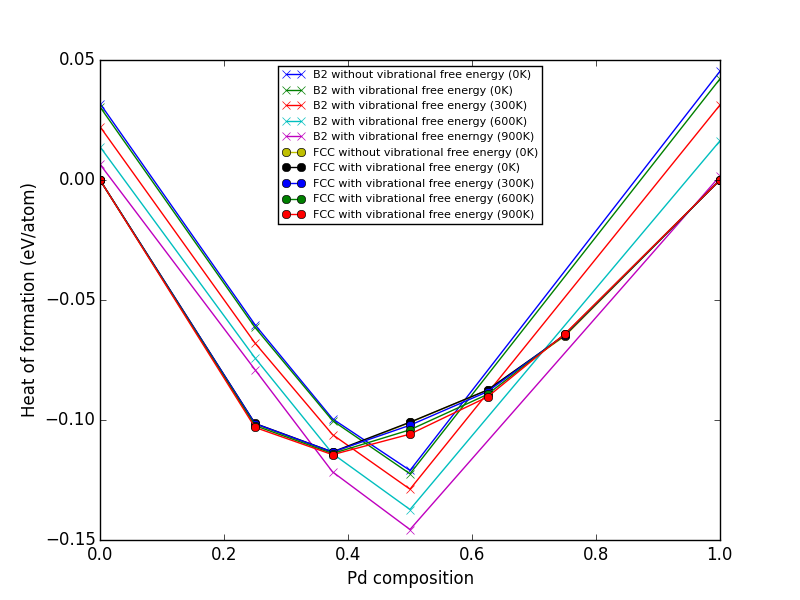 0.05
0.00
−0.05
−0.10
−0.15
Heat of formation (eV/atom)
B2 without vibrational free energy (0K)
B2 with vibrational free energy (0K)
B2 with vibrational free energy (300K)
B2 with vibrational free energy (600K)
B2 with vibrational free enerngy (900K)
FCC without vibrational free energy (0K)
FCC with vibrational free energy (0K)
FCC with vibrational free energy (300K)
FCC with vibrational free energy (600K)
FCC with vibrational free energy (900K)
0.0 0.2 0.4 0.6 0.8 1.0
Pd composition